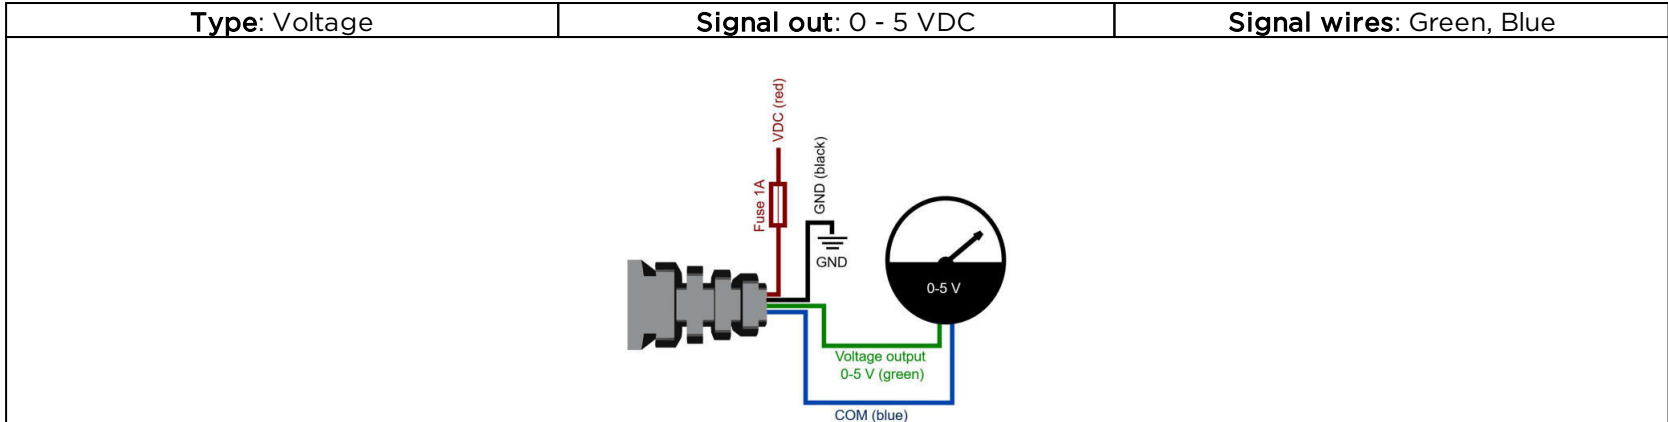 Type: Voltage
Signal out: 0 - 5 VDC
Signal wires: Green, Blue
VDC (red)
GND (black)
Fuse 1A
GND
0-5 V
Voltage output
0-5 V (green)
COM (blue)